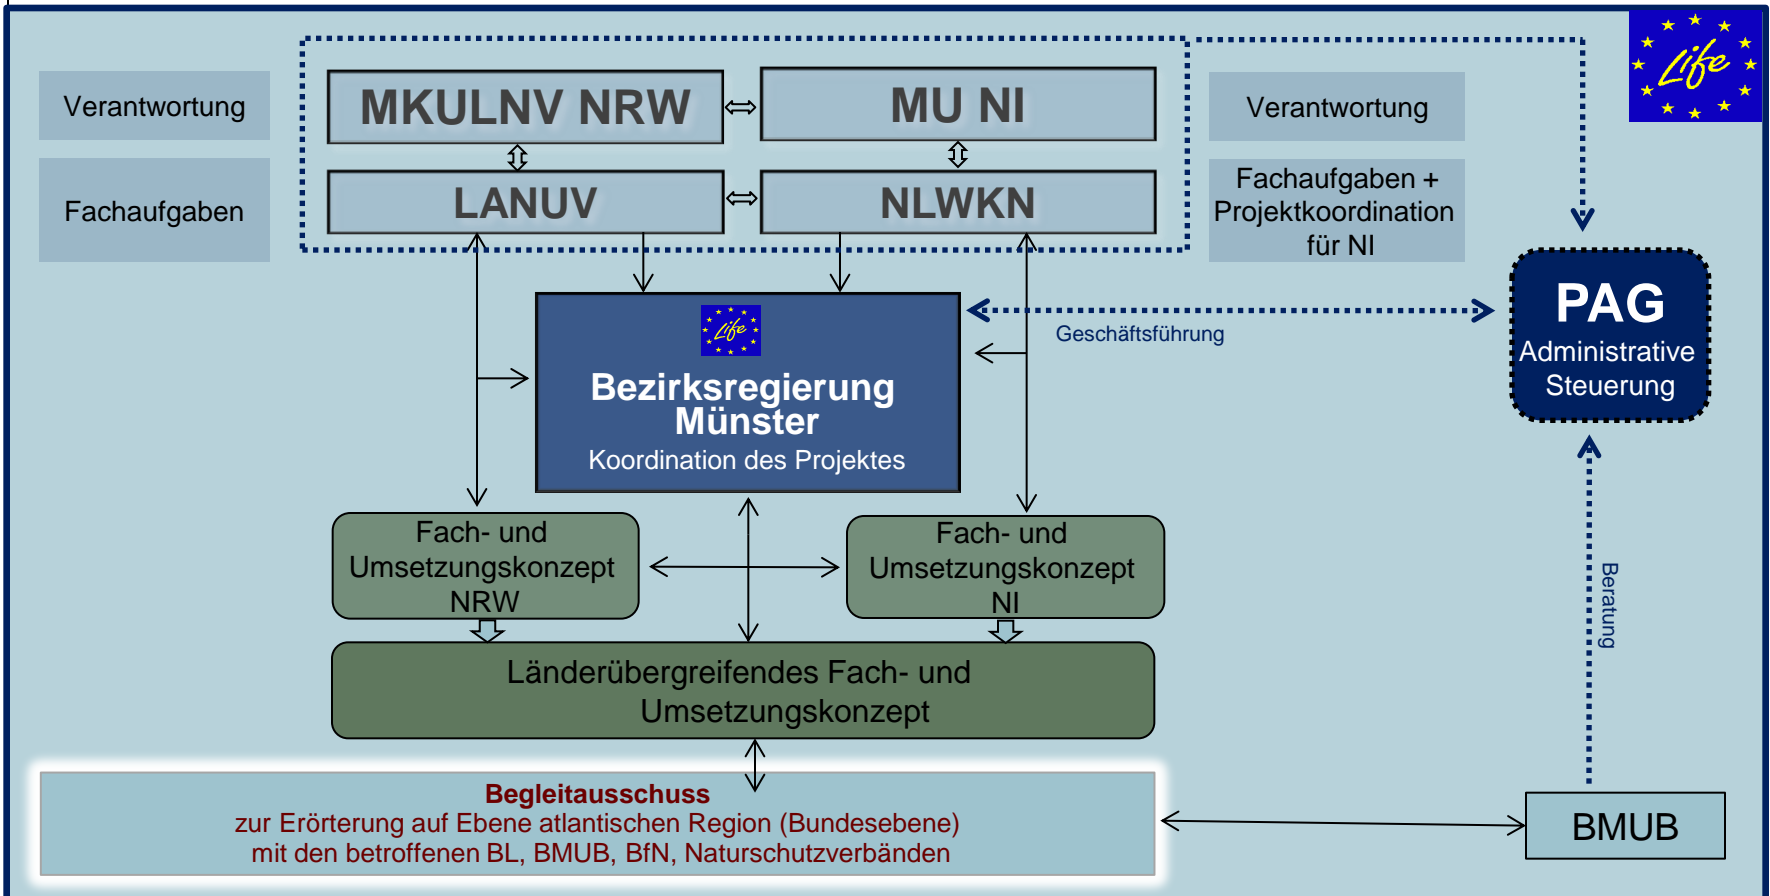 Life
Verantwortung
MKULNV NRW
MU NI
Verantwortung
Fachaufgaben
LANUV
NLWKN
Fachaufgaben +
Projektkoordination
für NI
Life
Bezirksregierung
Münster
Koordination des Projektes
Geschäftsführung
PAG
Administrative
Steuerung
Fach- und
Umsetzungskonzept
NRW
Fach- und
Umsetzungskonzept
NI
Beratung
Länderübergreifendes Fach- und
Umsetzungskonzept
Begleitausschuss
zur Erörterung auf Ebene atlantischen Region (Bundesebene)
mit den betroffenen BL, BMUB, BfN, Naturschutzverbänden
BMUB